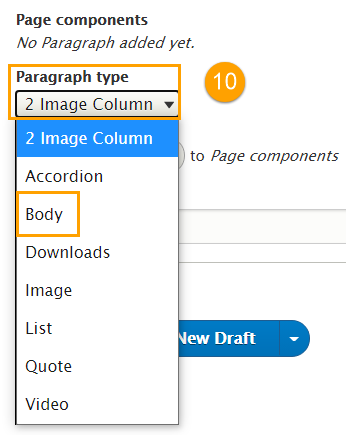 Page components
No Paragraph added yet.
Paragraph type
10
2 Image Column
2 Image Column
to Page components
Accordion
Body
Downloads
Image
List
New Draft
Quote
Video